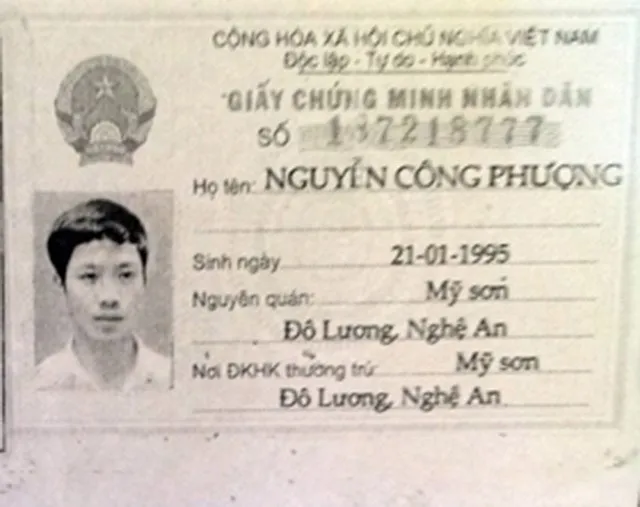 CỘNG HÒA XÃ HỘI CHỦ NGHĨA VIỆT NAM
Độc lập - Tự do - Hạnh phúc
GIẤY CHỨNG MINH NHÂN DÂN
SỐ 187218777
Họ tên: NGUYỄN CÔNG PHƯỢNG
Sinh ngày 21-01-1995
Nguyên quán: Mỹ sơn
Đô Lương, Nghệ An
Nơi ĐKHK thường trú: Mỹ sơn
Đô Lương, Nghệ An